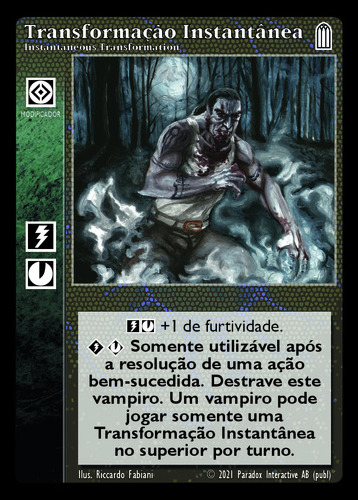 Transformação Instantânea
Instantaneous Transformation
MODIFICADOR
+1 de furtividade.
Somente utilizável após
a resolução de uma ação
bem-sucedida. Destrave este
vampiro. Um vampiro pode
jogar somente uma
Transformação Instantânea
no superior por turno.
Ilus. Riccardo Fabiani © 2021 Paradox Interactive AB (publ)